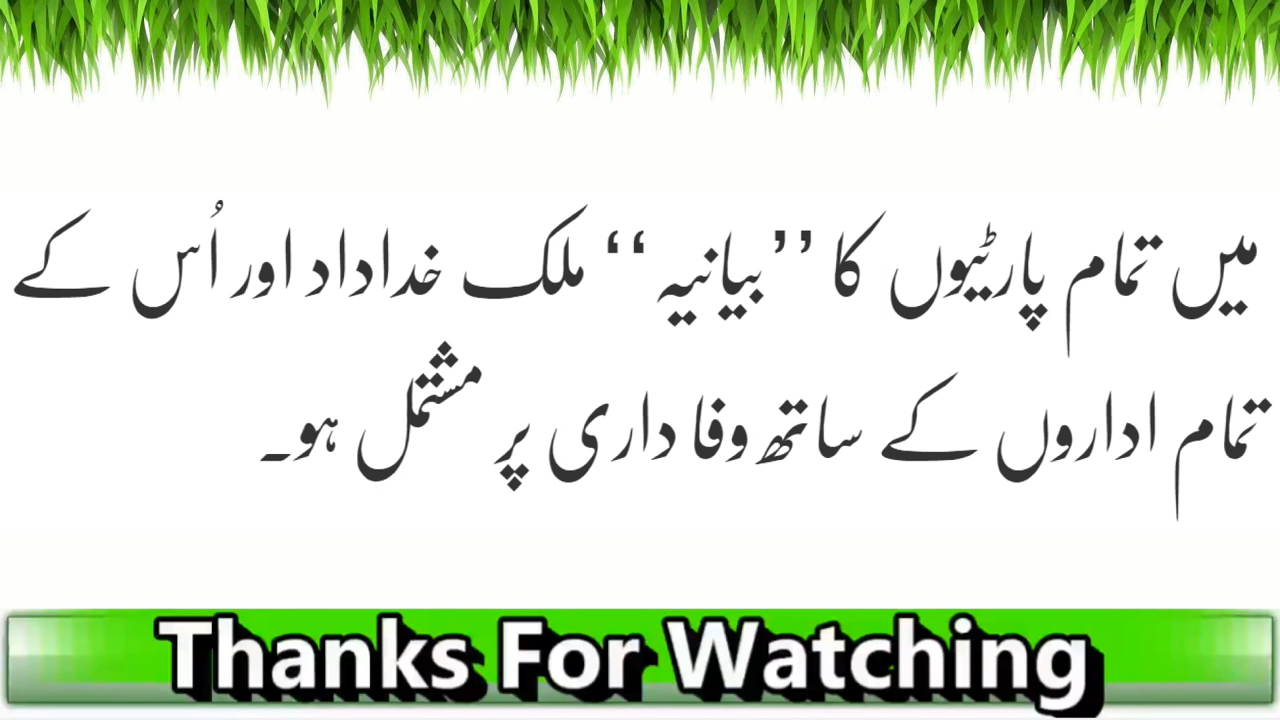 میں تمام پارٹیوں کا ’’بیانیہ‘‘ ملک خداداد اور اُس کے
تمام اداروں کے ساتھ وفاداری پر مشتمل ہو۔
Thanks For Watching